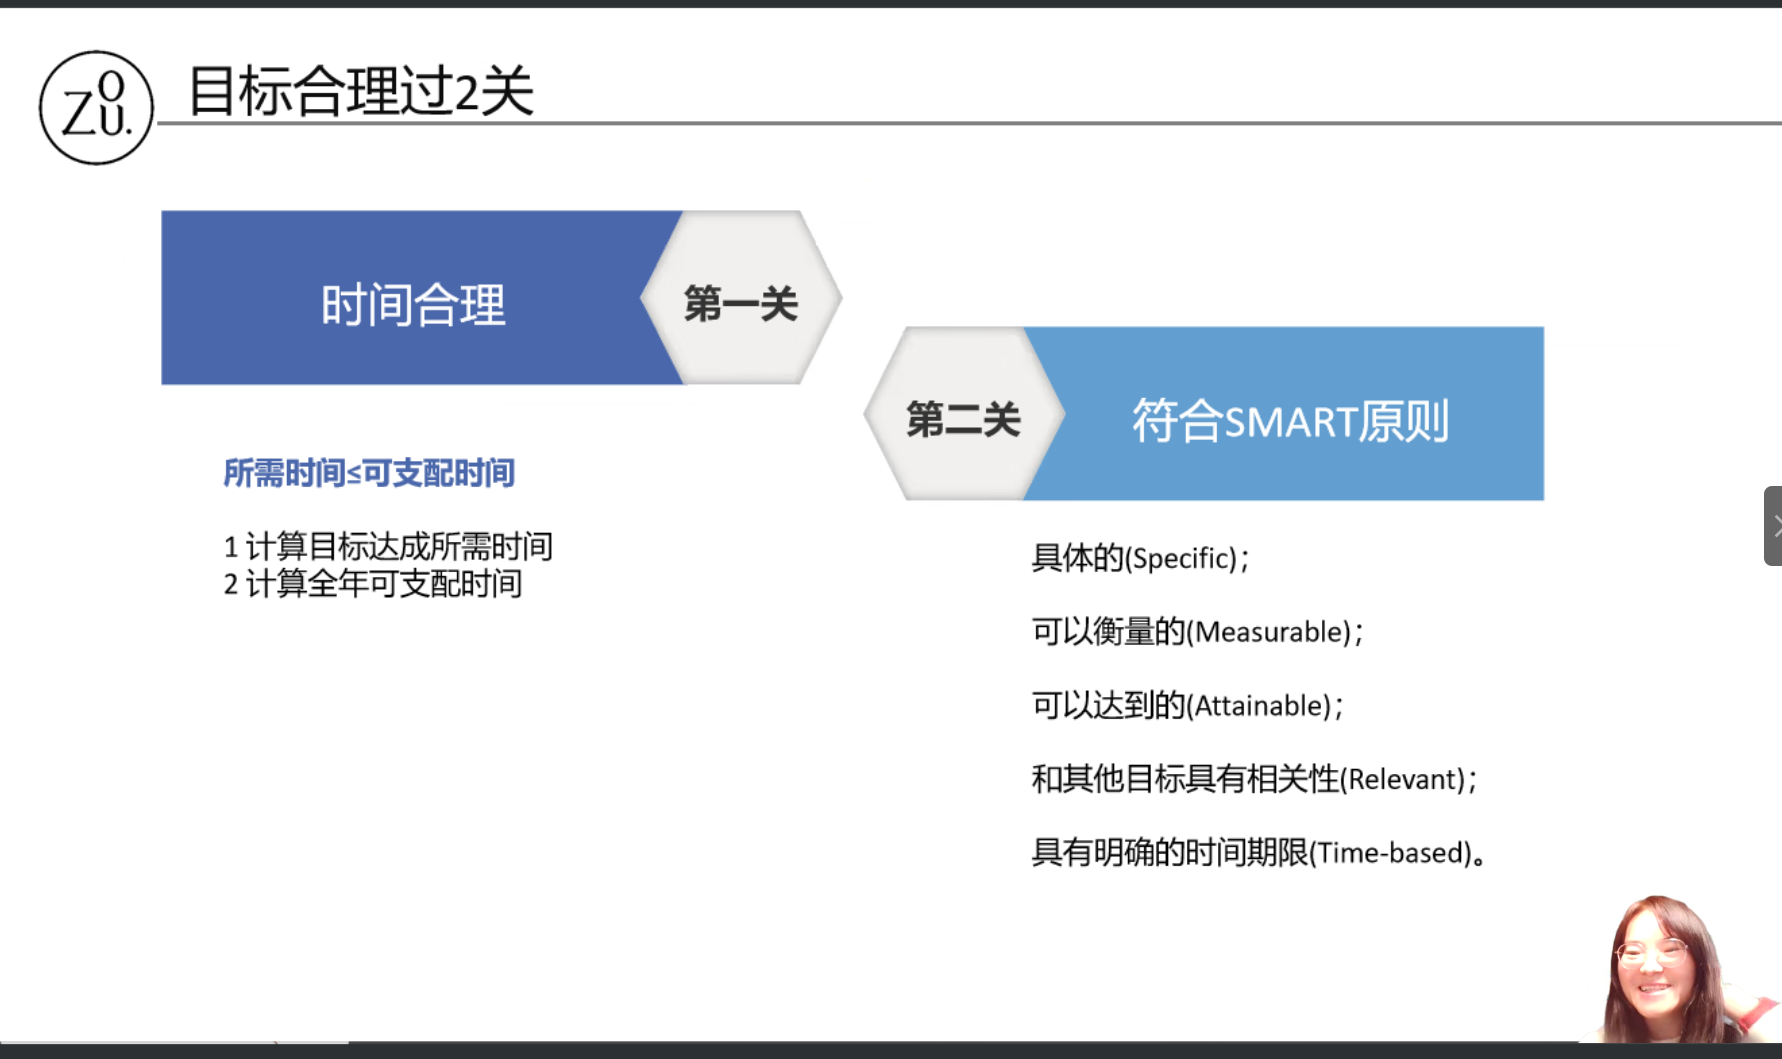 ZOU.
目标合理过2关
时间合理
第一关
所需时间≤可支配时间
1 计算目标达成所需时间
2 计算全年可支配时间
第二关
符合SMART原则
具体的(Specific)；
可以衡量的(Measurable)；
可以达到的(Attainable)；
和其他目标具有相关性(Relevant)；
具有明确的时间期限(Time-based)。